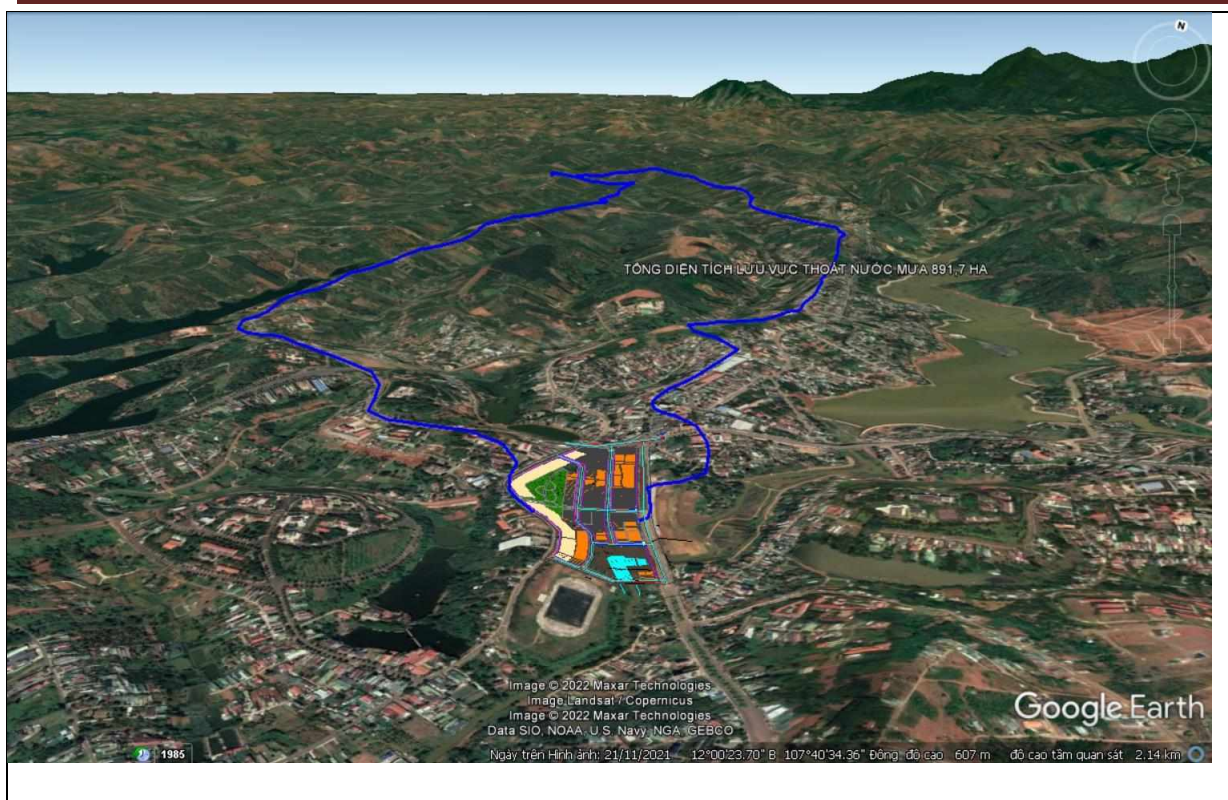 N
TỔNG DIỆN TÍCH LƯU VỰC THOÁT NƯỚC MƯA 891,7 HA
Image © 2022 Maxar Technologies
Image Landsat / Copernicus
Image © 2022 Maxar Technologies
Data SIO, NOAA, U.S. Navy, NGA, GEBCO
Google Earth
1985
Ngày trên Hình ảnh: 21/11/2021 12°00'23.70" B 107°40'34.36" Đông độ cao 607 m độ cao tầm quan sát 2.14 km